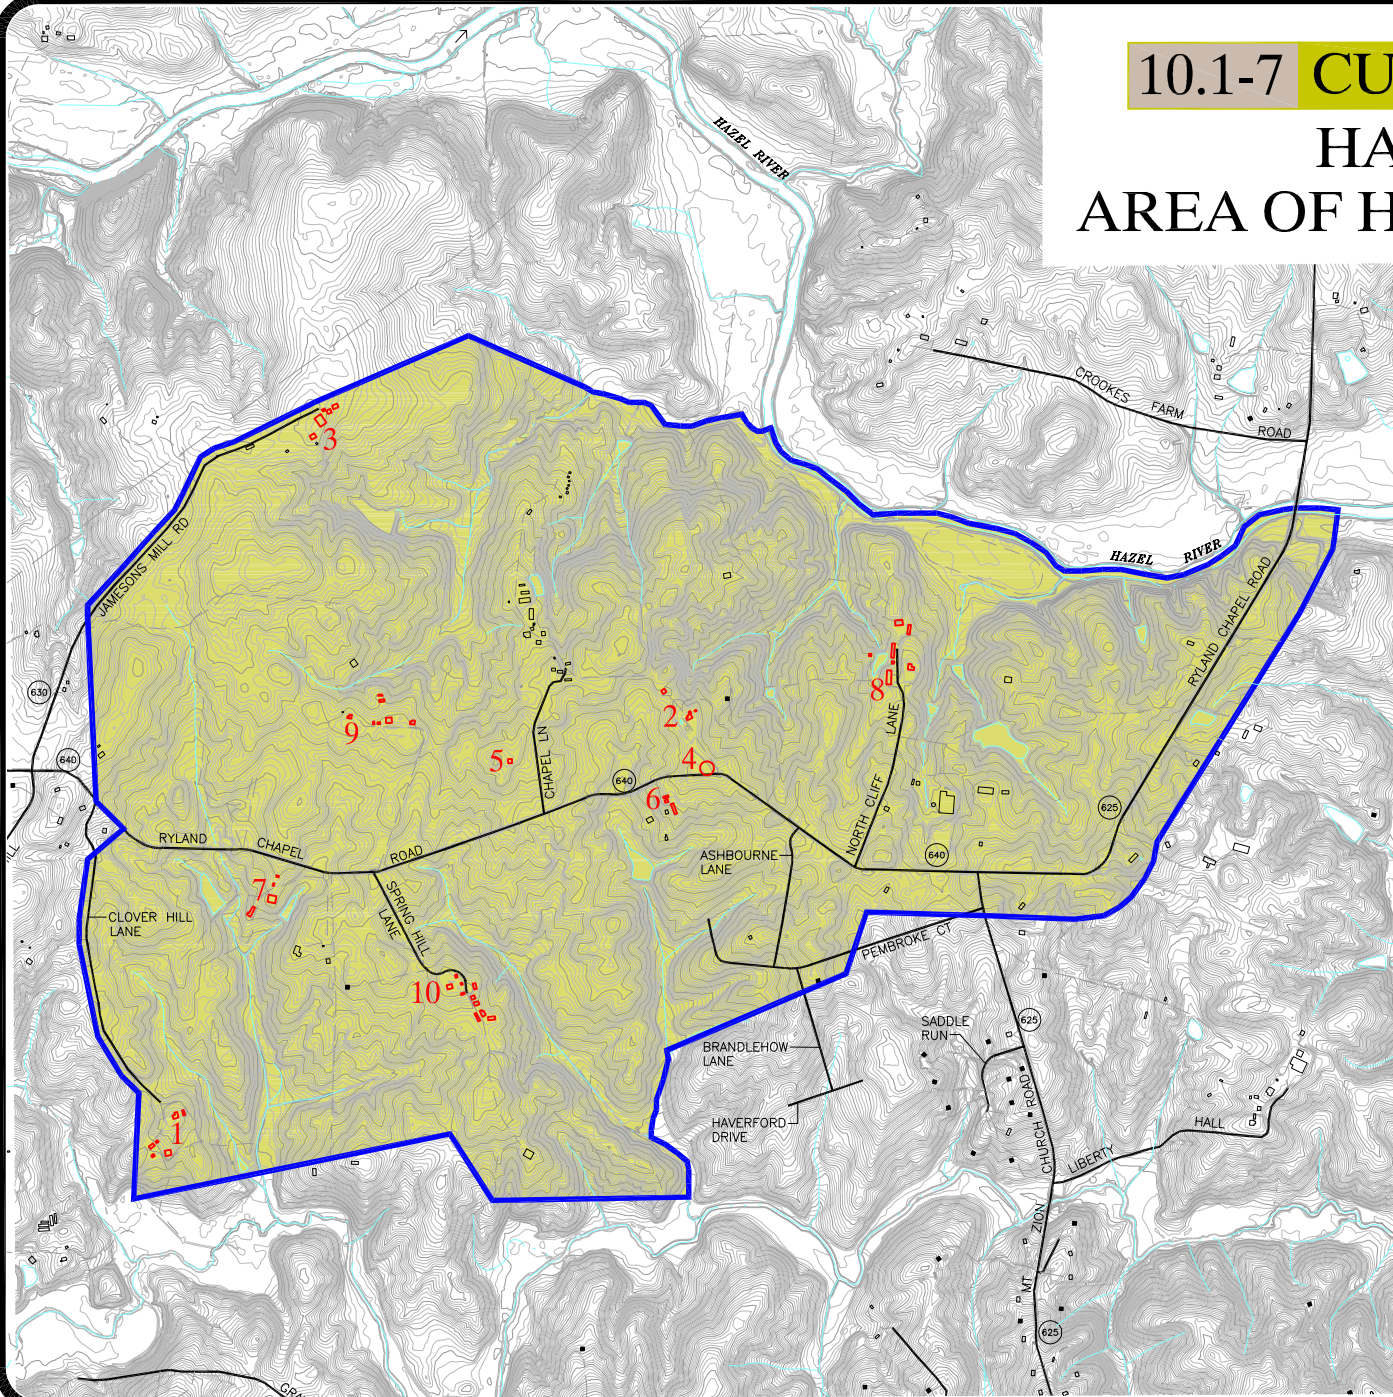 10.1-7 CU
HA
AREA OF H
HAZEL RIVER
CROOKES FARM ROAD
3
JAMESONS MILL RD
HAZEL RIVER
RYLAND CHAPEL ROAD
8
630
9
2
5
4
CHAPEL LN
LANE
NORTH CLIFF
640
640
6
625
RYLAND CHAPEL ROAD
ASHBOURNE
LANE
640
7
SPRING HILL
LANE
CLOVER HILL
LANE
PEMBROKE CT
10
SADDLE
RUN
625
BRANDLEHOW
LANE
HAVERFORD
DRIVE
1
MT ZION CHURCH ROAD
LIBERTY HALL
625